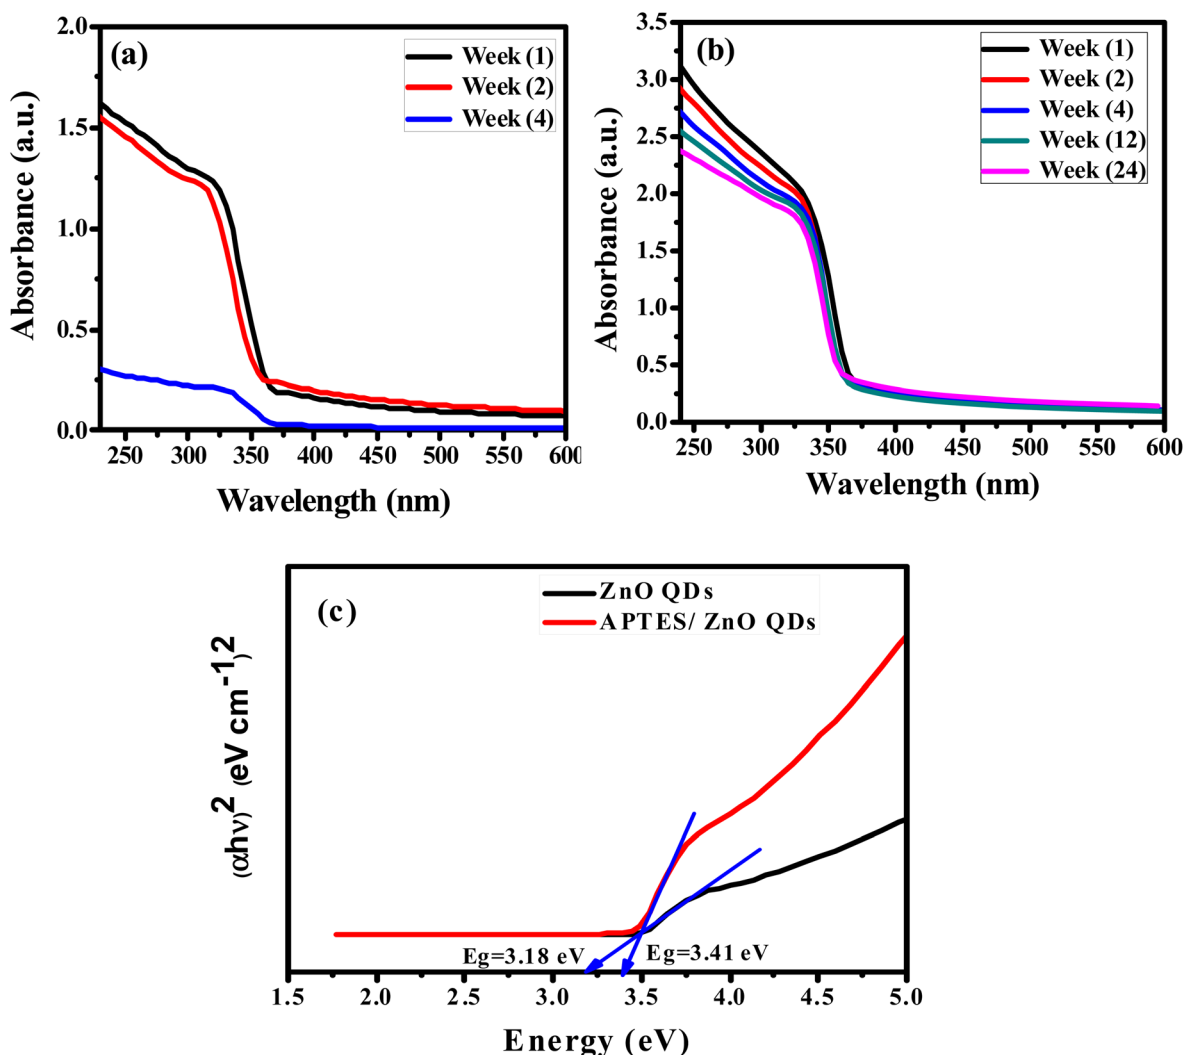 (a)
Week (1)
Week (2)
Week (4)
2.0
1.5
1.0
0.5
0.0
Absorbance (a.u.)
250 300 350 400 450 500 550 600
Wavelength (nm)
(b)
Week (1)
Week (2)
Week (4)
Week (12)
Week (24)
3.5
3.0
2.5
2.0
1.5
1.0
0.5
0.0
Absorbance (a.u.)
250 300 350 400 450 500 550 600
Wavelength (nm)
(c)
ZnO QDs
APTES/ ZnO QDs
(αhν)2 (eV cm-1)2
Eg=3.18 eV
Eg=3.41 eV
1.5 2.0 2.5 3.0 3.5 4.0 4.5 5.0
Energy (eV)